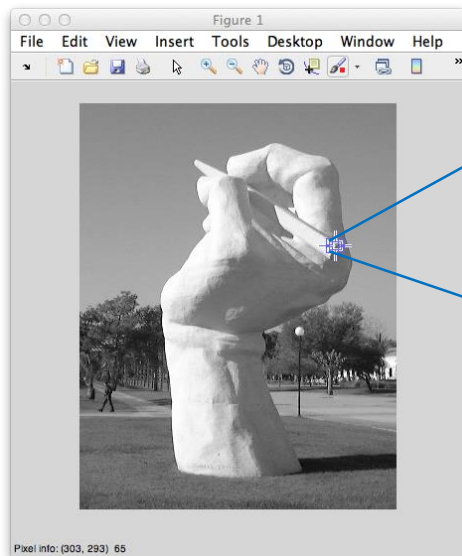 Figure 1
File Edit View Insert Tools Desktop Window Help
Pixel info: (303, 293) 65